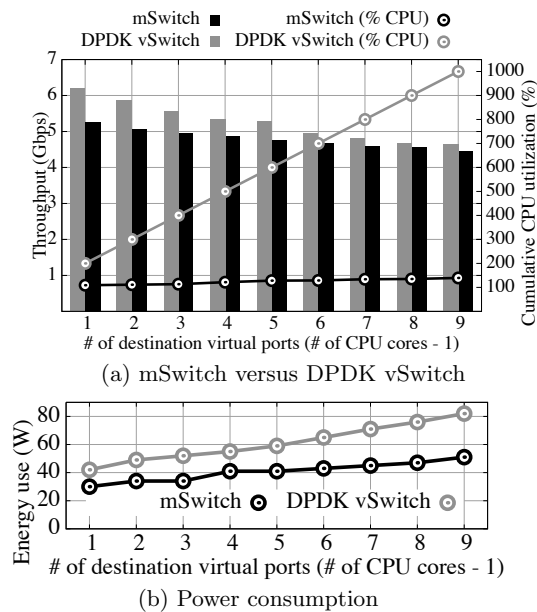 mSwitch mSwitch (% CPU)
DPDK vSwitch DPDK vSwitch (% CPU)
7 1000
6 900
800
5 700
4 600
500
3 400
2 300
200
1 100
Throughput (Gbps)
Cumulative CPU utilization (%)
1 2 3 4 5 6 7 8 9
# of destination virtual ports (# of CPU cores - 1)
(a) mSwitch versus DPDK vSwitch
80
60
40
20
0
Energy use (W)
mSwitch DPDK vSwitch
1 2 3 4 5 6 7 8 9
# of destination virtual ports (# of CPU cores - 1)
(b) Power consumption